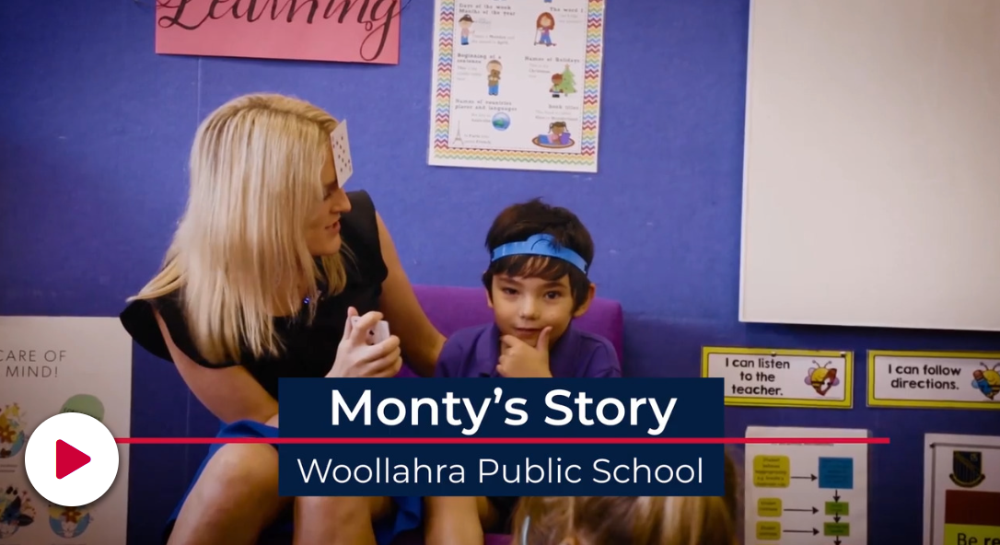 Learning
Days of the week
Months of the year
The word I
Beginning of a
sentence
Names of Holidays
Names of countries
places and languages
book titles
CARE OF
MIND!
I can listen
to the
teacher.
I can follow
directions.
Monty's Story
Woollahra Public School
Be re